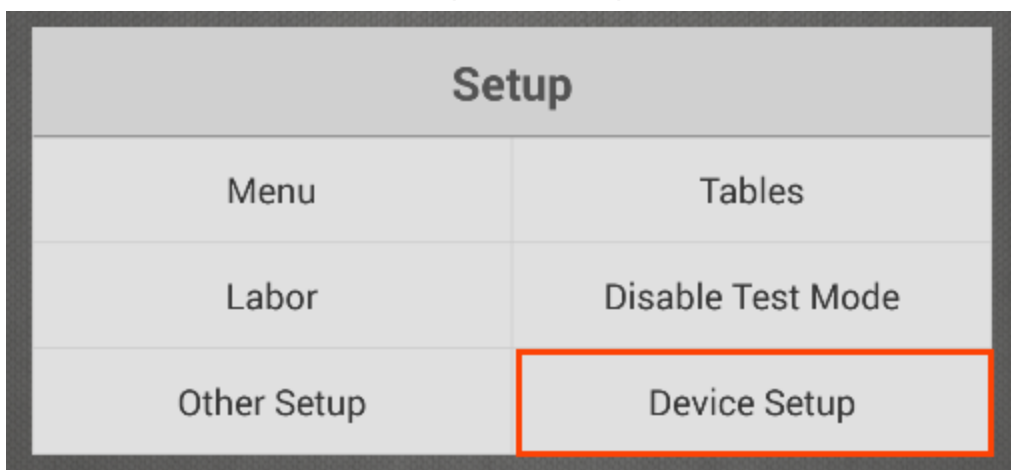 Setup
Menu
Tables
Labor
Disable Test Mode
Other Setup
Device Setup